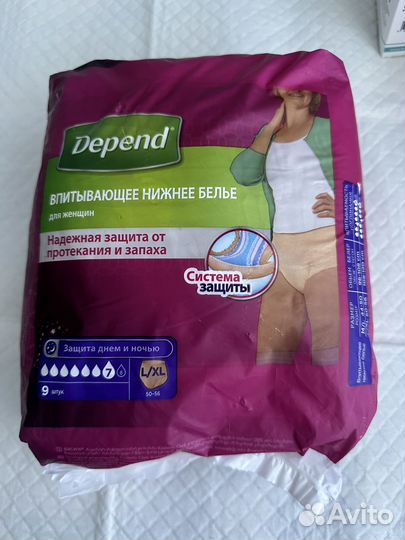 Depend
ВПИТЫВАЮЩЕЕ НИЖНЕЕ БЕЛЬЕ
для женщин
Надежная защита от
протекания и запаха
Система
защиты
Защита днем и ночью
7
L/XL
9 штук
50-56
РАЗМЕР
Avito